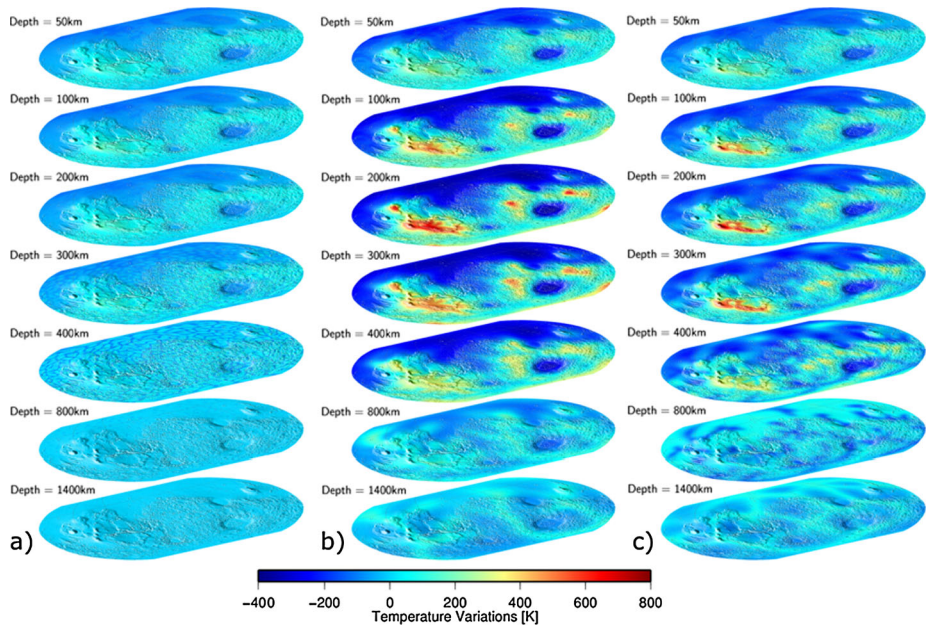 Depth = 50km
Depth = 100km
Depth = 200km
Depth = 300km
Depth = 400km
Depth = 800km
Depth = 1400km
a)
Depth = 50km
Depth = 100km
Depth = 200km
Depth = 300km
Depth = 400km
Depth = 800km
Depth = 1400km
b)
Depth = 50km
Depth = 100km
Depth = 200km
Depth = 300km
Depth = 400km
Depth = 800km
Depth = 1400km
c)
−400 −200 0 200 400 600 800
Temperature Variations [K]